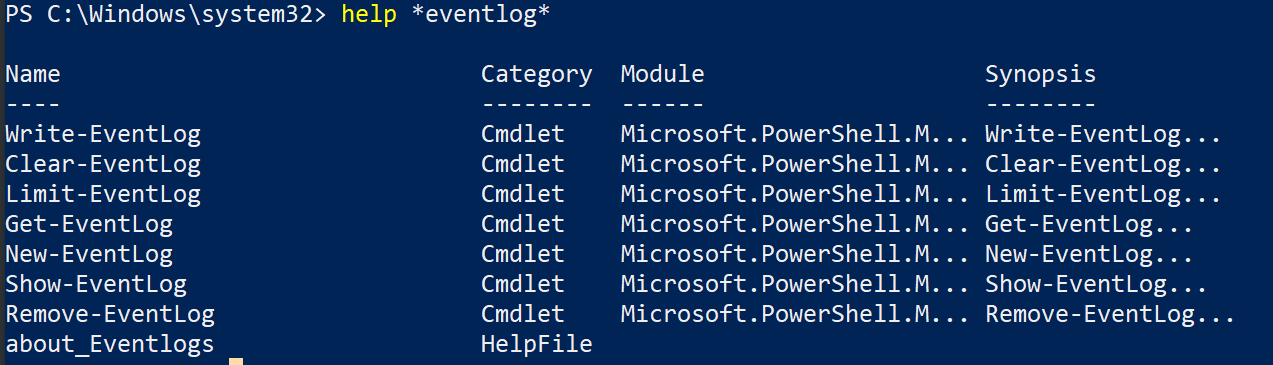 PS C:\Windows\system32> help *eventlog*
Name Category Module Synopsis
---- -------- ------ --------
Write-EventLog Cmdlet Microsoft.PowerShell.M... Write-EventLog...
Clear-EventLog Cmdlet Microsoft.PowerShell.M... Clear-EventLog...
Limit-EventLog Cmdlet Microsoft.PowerShell.M... Limit-EventLog...
Get-EventLog Cmdlet Microsoft.PowerShell.M... Get-EventLog...
New-EventLog Cmdlet Microsoft.PowerShell.M... New-EventLog...
Show-EventLog Cmdlet Microsoft.PowerShell.M... Show-EventLog...
Remove-EventLog Cmdlet Microsoft.PowerShell.M... Remove-EventLog...
about_Eventlogs HelpFile